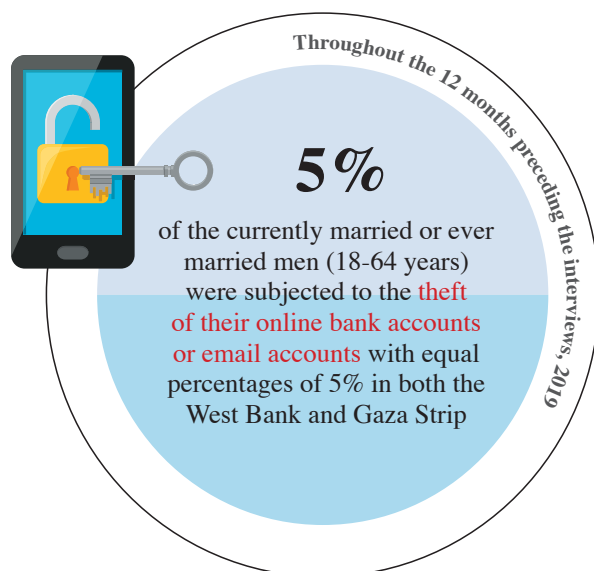 Throughout the 12 months preceding the interviews, 2019
5%
of the currently married or ever
married men (18-64 years)
were subjected to the theft
of their online bank accounts
or email accounts with equal
percentages of 5% in both the
West Bank and Gaza Strip